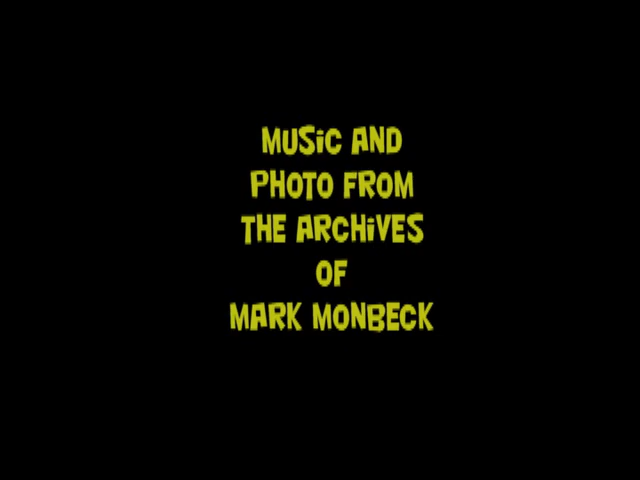 MUSiC AND
PHOTO FROM
THE ARCHiVES
OF
MARK MONBECK